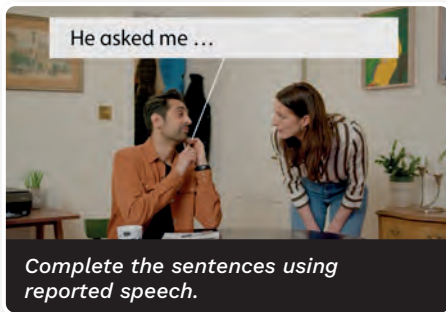 He asked me …
Complete the sentences using
reported speech.